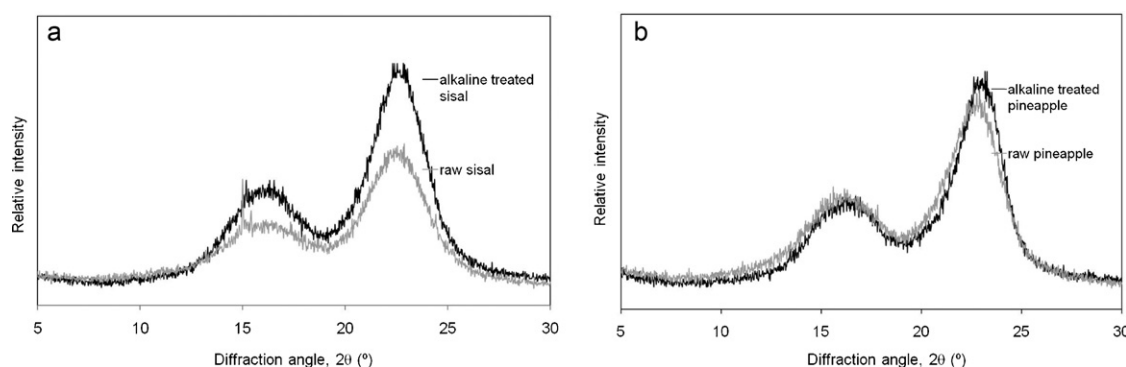 a
Relative intensity
alkaline treated
sisal
raw sisal
5 10 15 20 25 30
Diffraction angle, 2θ (º)
b
Relative intensity
alkaline treated
pineapple
raw pineapple
5 10 15 20 25 30
Diffraction angle, 2θ (º)